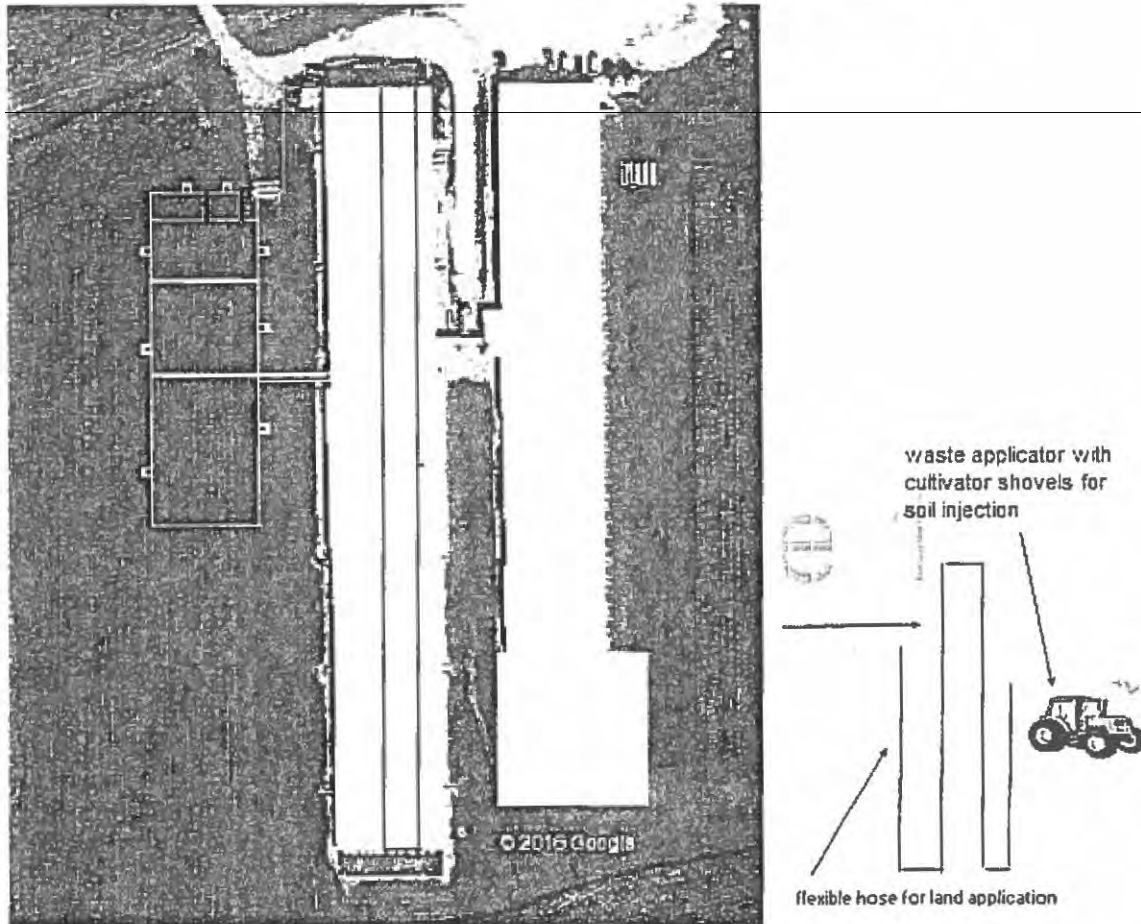 waste applicator with
cultivator shovels for
soil injection
© 2016 Google
flexible hose for land application